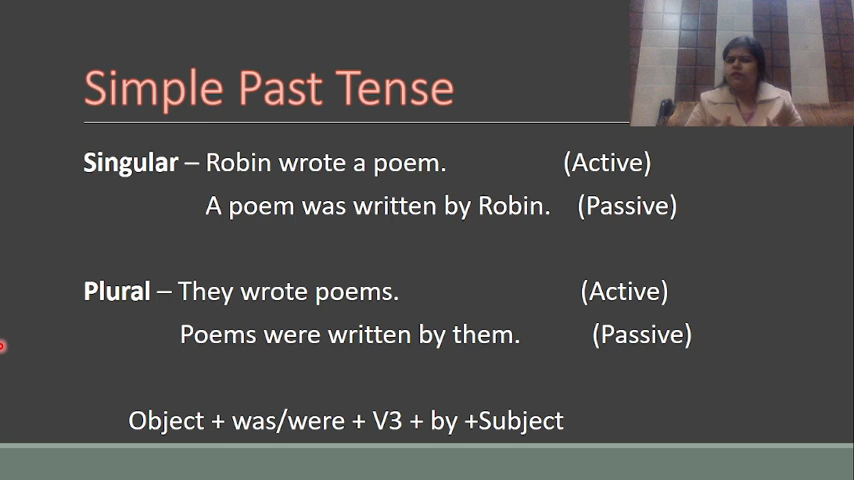 Simple Past Tense
Singular – Robin wrote a poem. (Active)
A poem was written by Robin. (Passive)
Plural – They wrote poems. (Active)
Poems were written by them. (Passive)
Object + was/were + V3 + by +Subject